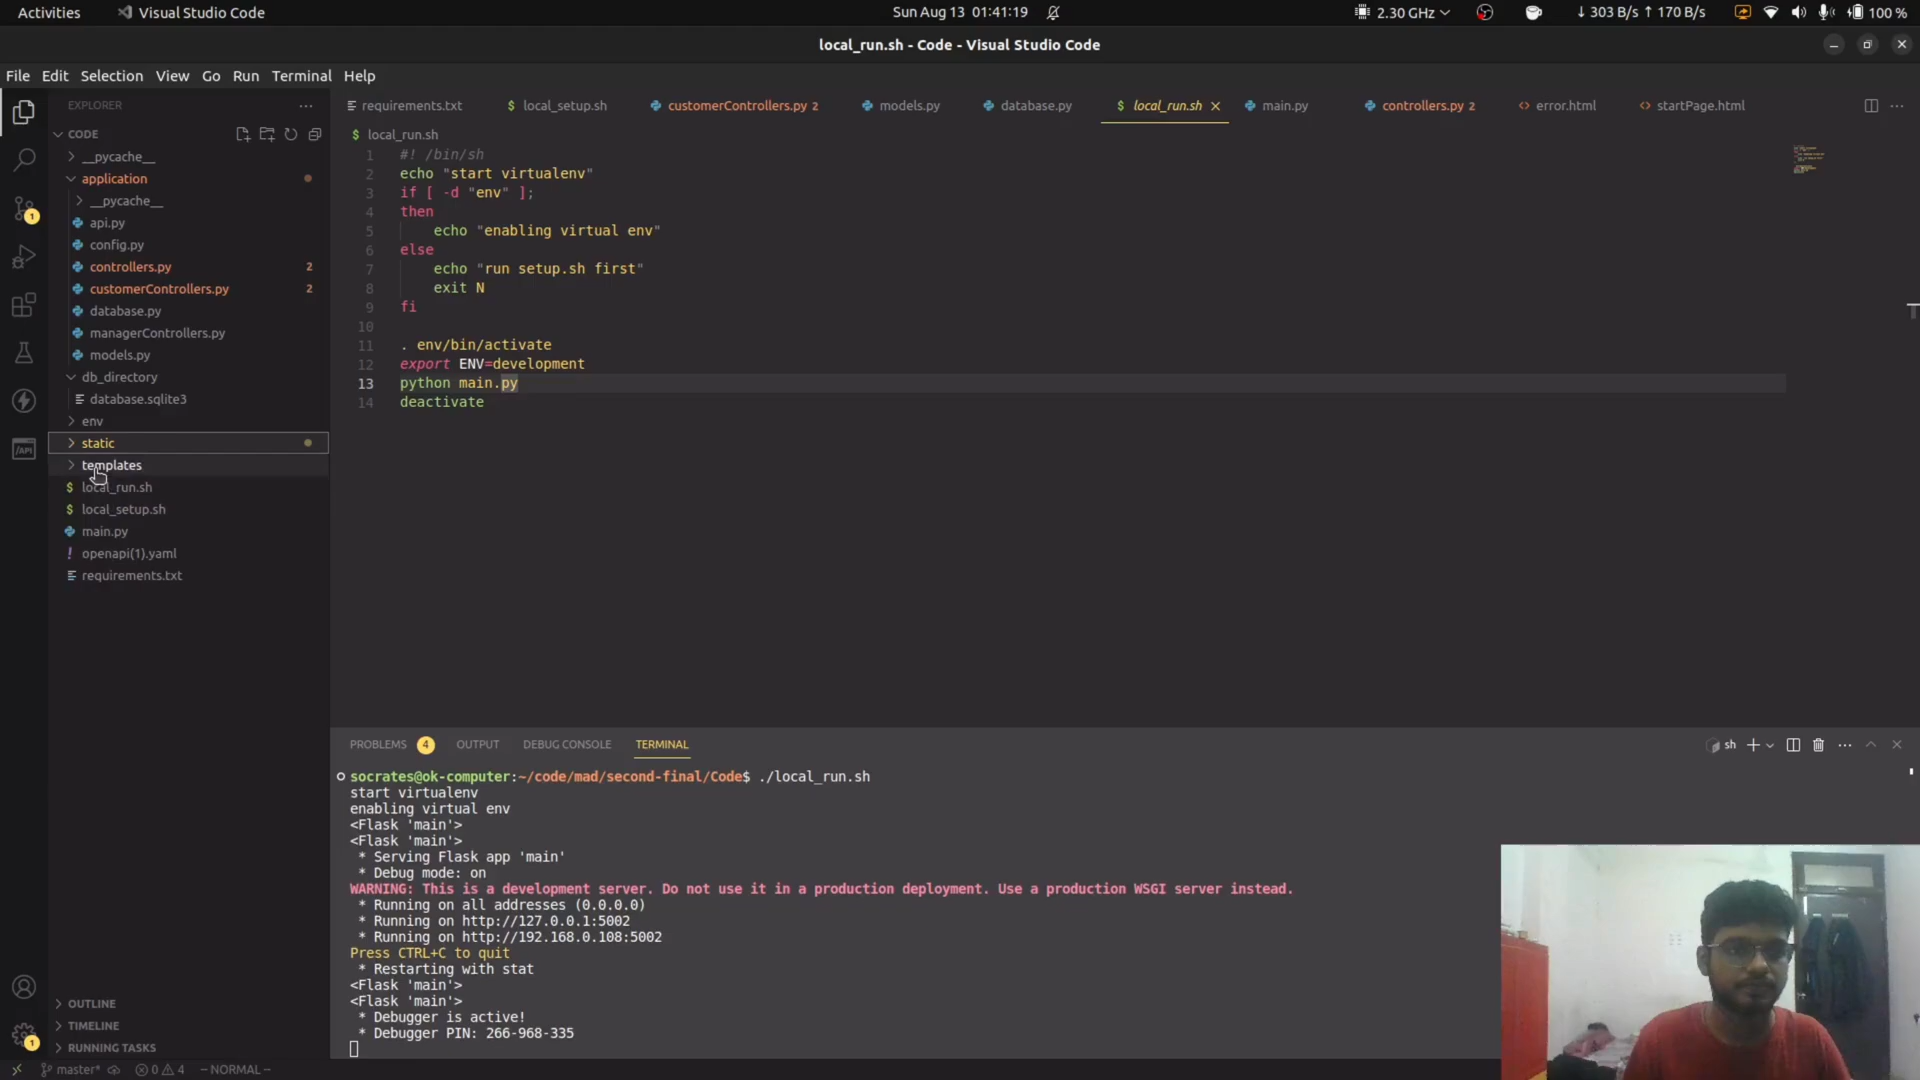 Activities Visual Studio Code Sun Aug 13 01:41:19 2.30 GHz ↓ 303 B/s ↑ 170 B/s 100 %
local_run.sh - Code - Visual Studio Code
File Edit Selection View Go Run Terminal Help
EXPLORER
CODE
__pycache__
application
__pycache__
api.py
config.py
controllers.py 2
customerControllers.py 2
database.py
managerControllers.py
models.py
db_directory
database.sqlite3
env
static
templates
$ local_run.sh
$ local_setup.sh
main.py
! openapi(1).yaml
requirements.txt
OUTLINE
TIMELINE
RUNNING TASKS
1
/API
1
requirements.txt $ local_setup.sh customerControllers.py 2 models.py database.py $ local_run.sh main.py controllers.py 2 <> error.html <> startPage.html
$ local_run.sh
1 #! /bin/sh
2 echo "start virtualenv"
3 if [ -d "env" ];
4 then
5 echo "enabling virtual env"
6 else
7 echo "run setup.sh first"
8 exit N
9 fi
10
11 . env/bin/activate
12 export ENV=development
13 python main.py
14 deactivate
PROBLEMS 4 OUTPUT DEBUG CONSOLE TERMINAL sh
socrates@ok-computer:~/code/mad/second-final/Code$ ./local_run.sh
start virtualenv
enabling virtual env
<Flask 'main'>
<Flask 'main'>
* Serving Flask app 'main'
* Debug mode: on
WARNING: This is a development server. Do not use it in a production deployment. Use a production WSGI server instead.
* Running on all addresses (0.0.0.0)
* Running on http://127.0.0.1:5002
* Running on http://192.168.0.108:5002
Press CTRL+C to quit
* Restarting with stat
<Flask 'main'>
<Flask 'main'>
* Debugger is active!
* Debugger PIN: 266-968-335
master* 0 4 -- NORMAL --